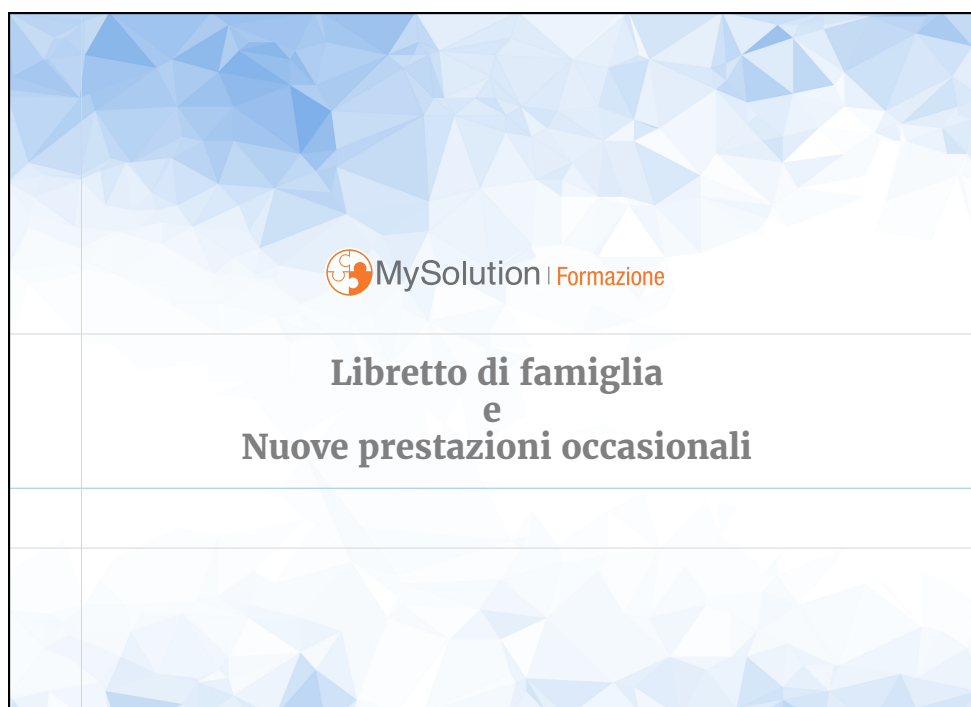 MySolution | Formazione
Libretto di famiglia
e
Nuove prestazioni occasionali